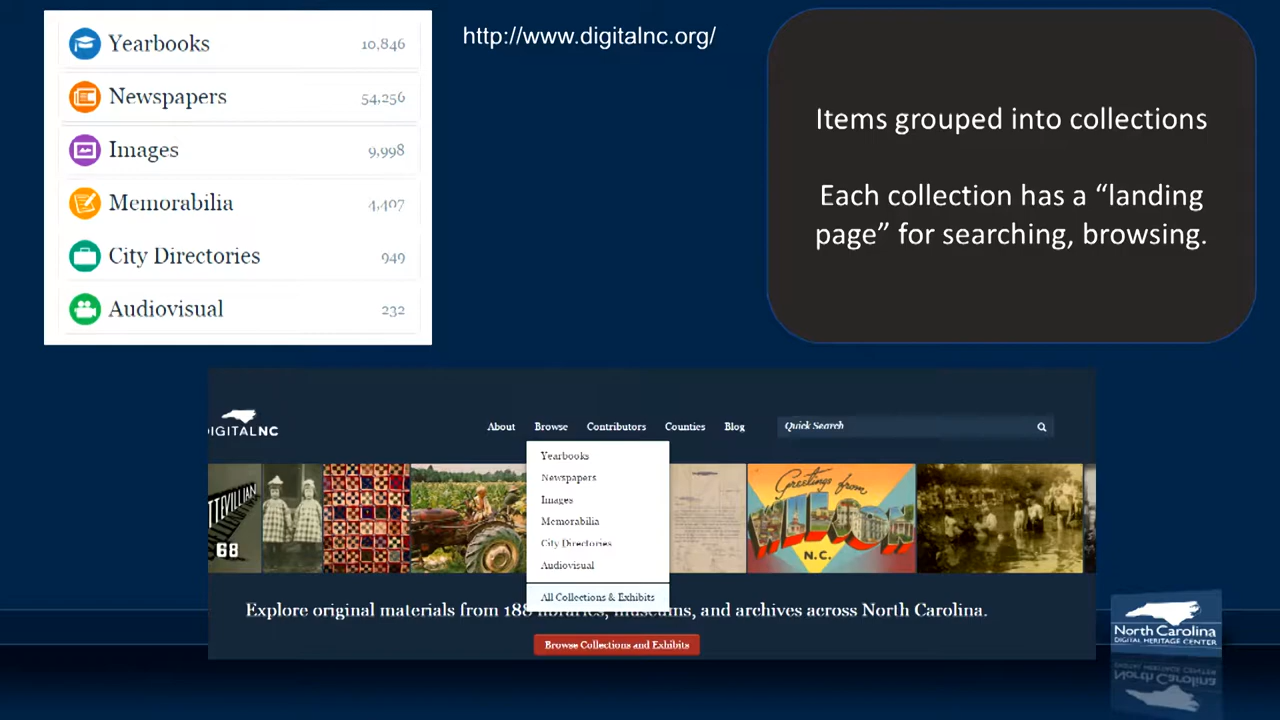 Yearbooks 10,846
Newspapers 54,256
Images 9,998
Memorabilia 4,407
City Directories 949
Audiovisual 232
http://www.digitalnc.org/
Items grouped into collections
Each collection has a “landing
page” for searching, browsing.
DIGITALNC
About Browse Contributors Counties Blog Quick Search
Yearbooks
Newspapers
Images
Memorabilia
City Directories
Audiovisual
All Collections & Exhibits
68
Greetings from
WILSON
N.C.
Explore original materials from 188 libraries, museums, and archives across North Carolina.
Browse Collections and Exhibits
North Carolina
DIGITAL HERITAGE CENTER